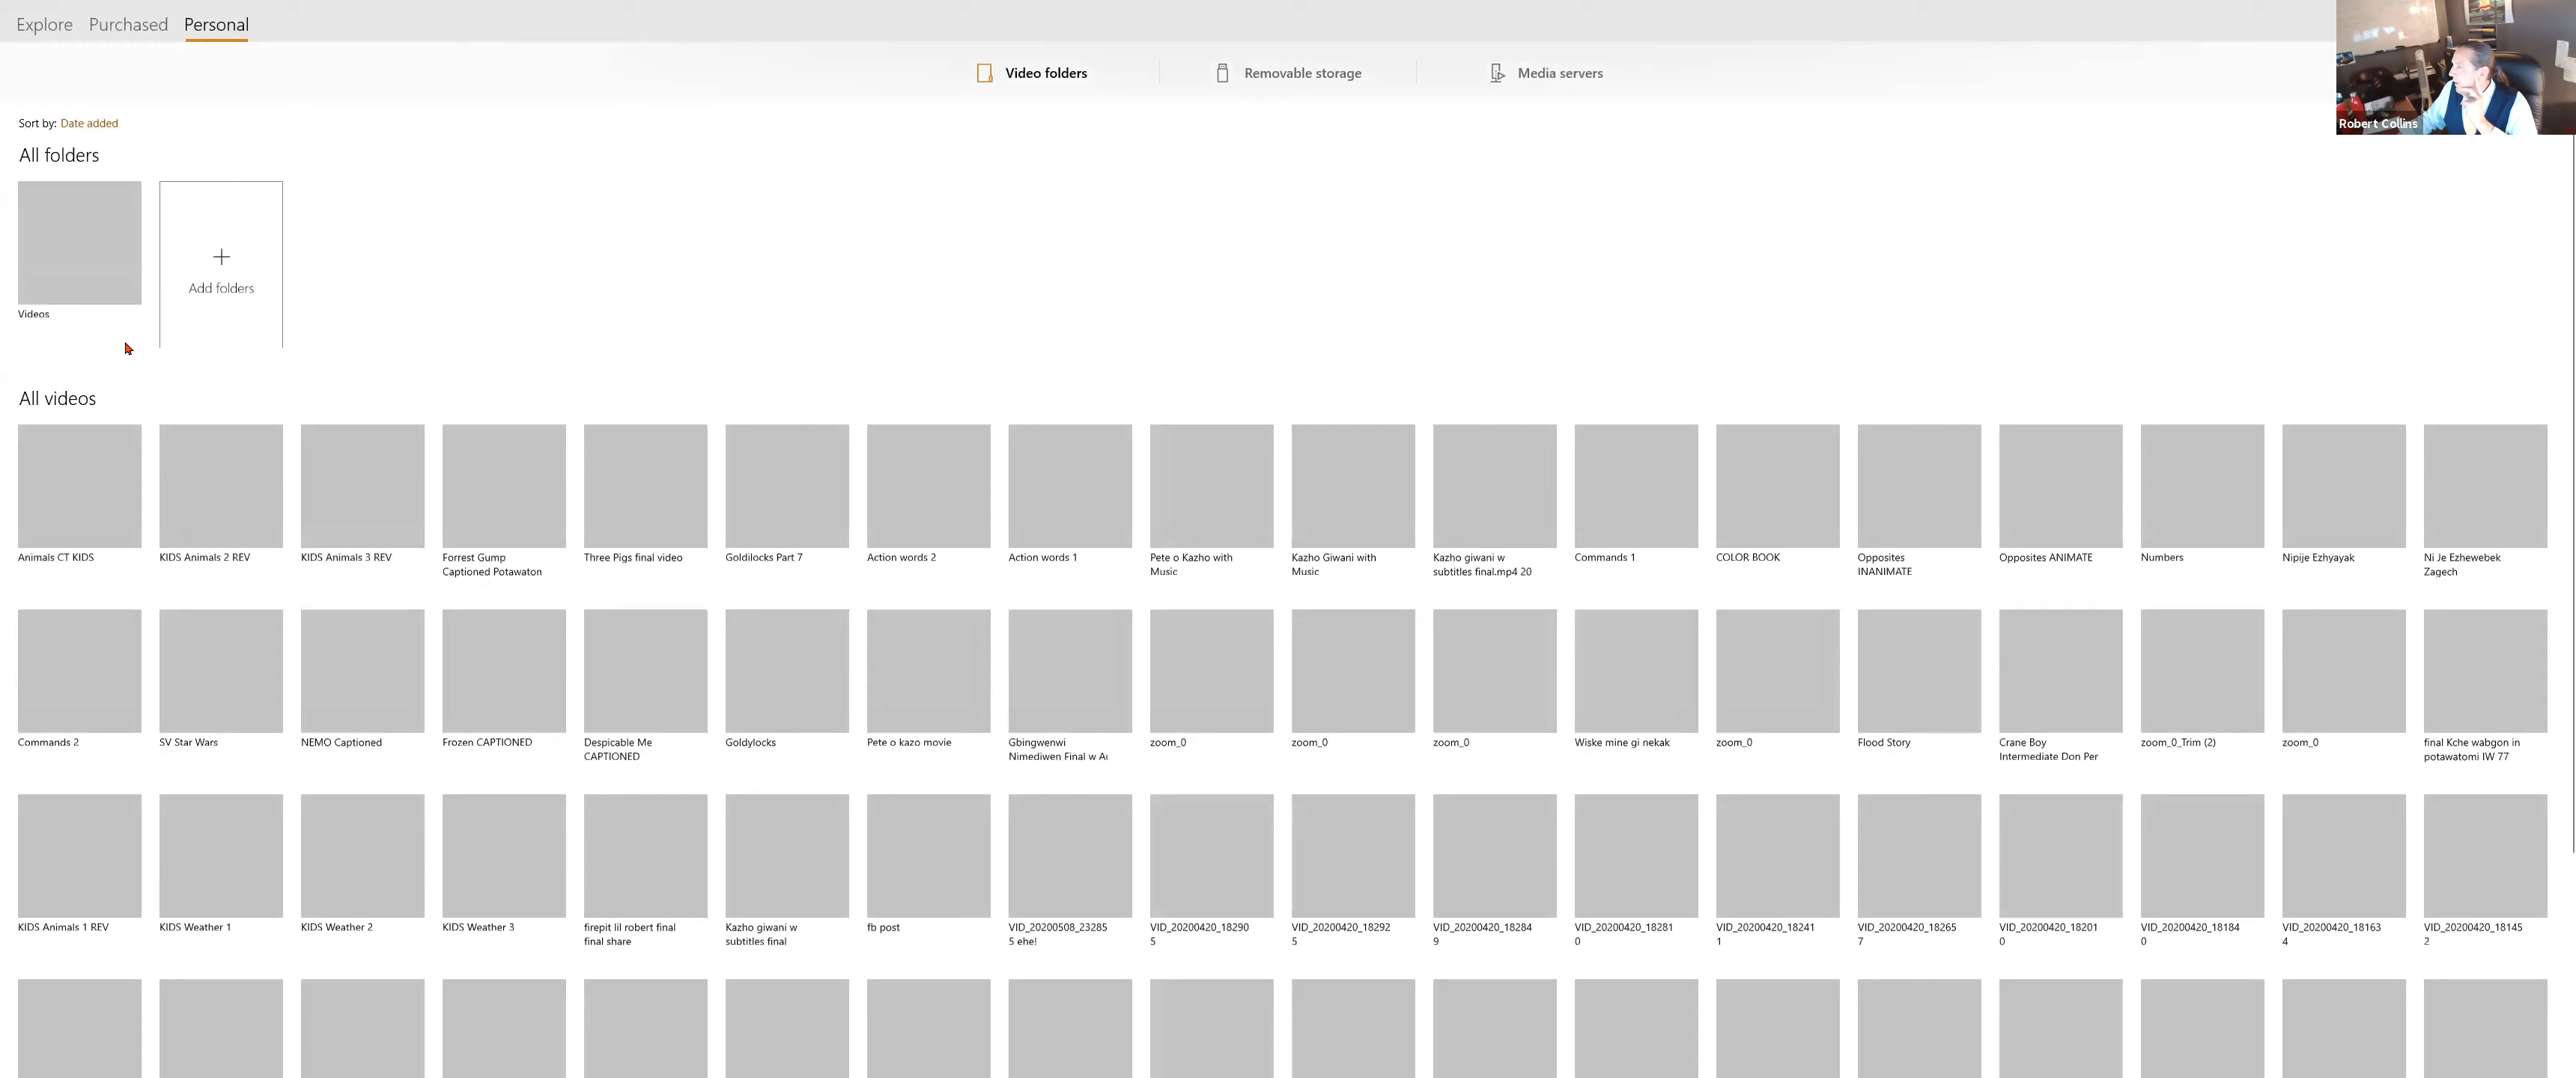 Explore Purchased Personal
Video folders Removable storage Media servers
Robert Collins
Sort by: Date added
All folders
Add folders
Videos
All videos
Animals CT KIDS
KIDS Animals 2 REV
KIDS Animals 3 REV
Forrest Gump
Captioned Potawaton
Three Pigs final video
Goldilocks Part 7
Action words 2
Action words 1
Pete o Kazho with
Music
Kazho Giwani with
Music
Kazho giwani w
subtitles final.mp4 20
Commands 1
COLOR BOOK
Opposites
INANIMATE
Opposites ANIMATE
Numbers
Nipije Ezhyayak
Ni Je Ezhewebek
Zagech
Commands 2
SV Star Wars
NEMO Captioned
Frozen CAPTIONED
Despicable Me
CAPTIONED
Goldylocks
Pete o kazo movie
Gbingwenwi
Nimediwen Final w Au
zoom_0
zoom_0
zoom_0
Wiske mine gi nekak
zoom_0
Flood Story
Crane Boy
Intermediate Don Per
zoom_0_Trim (2)
zoom_0
final Kche wabgon in
potawatomi IW 77
KIDS Animals 1 REV
KIDS Weather 1
KIDS Weather 2
KIDS Weather 3
firepit lil robert final
final share
Kazho giwani w
subtitles final
fb post
VID_20200508_23285
5 ehe!
VID_20200420_18290
5
VID_20200420_18292
5
VID_20200420_18284
9
VID_20200420_18281
0
VID_20200420_18241
1
VID_20200420_18265
7
VID_20200420_18201
0
VID_20200420_18184
0
VID_20200420_18163
4
VID_20200420_18145
2